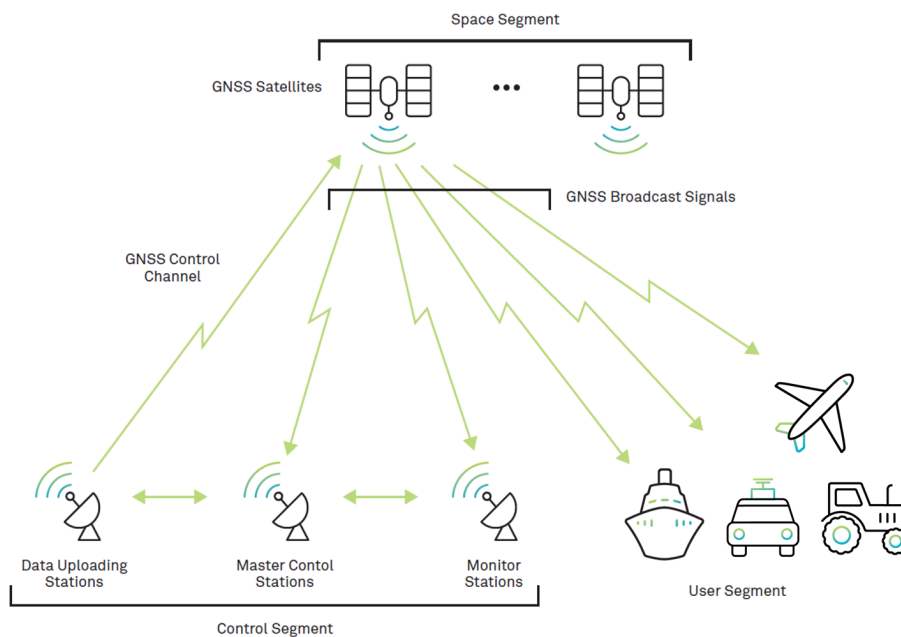 Space Segment
GNSS Satellites
GNSS Broadcast Signals
GNSS Control
Channel
Data Uploading
Stations
Master Contol
Stations
Monitor
Stations
User Segment
Control Segment